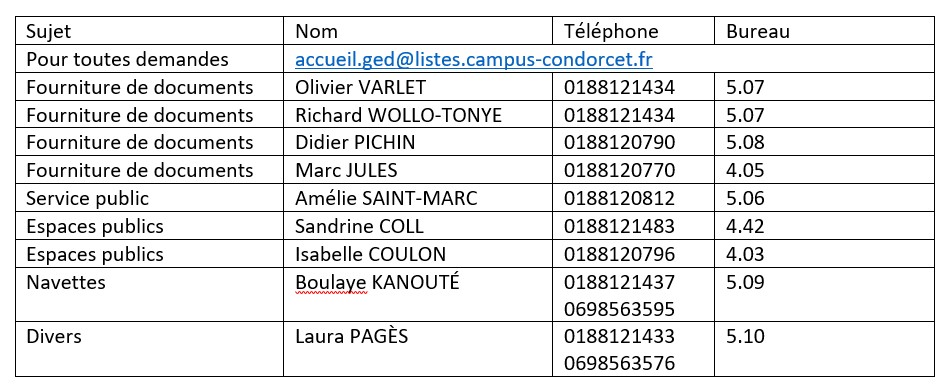 Sujet Nom Téléphone Bureau
Pour toutes demandes accueil.ged@listes.campus-condorcet.fr
Fourniture de documents Olivier VARLET 0188121434 5.07
Fourniture de documents Richard WOLLO-TONYE 0188121434 5.07
Fourniture de documents Didier PICHIN 0188120790 5.08
Fourniture de documents Marc JULES 0188120770 4.05
Service public Amélie SAINT-MARC 0188120812 5.06
Espaces publics Sandrine COLL 0188121483 4.42
Espaces publics Isabelle COULON 0188120796 4.03
Navettes Boulaye KANOUTÉ 0188121437 5.09
0698563595
Divers Laura PAGÈS 0188121433 5.10
0698563576